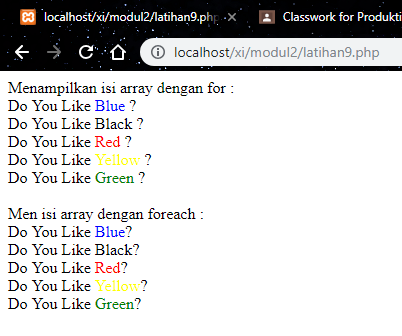 localhost/xi/modul2/latihan9.php
Classwork for Produkti
localhost/xi/modul2/latihan9.php
Menampilkan isi array dengan for :
Do You Like Blue ?
Do You Like Black ?
Do You Like Red ?
Do You Like Yellow ?
Do You Like Green ?
Men isi array dengan foreach :
Do You Like Blue?
Do You Like Black?
Do You Like Red?
Do You Like Yellow?
Do You Like Green?